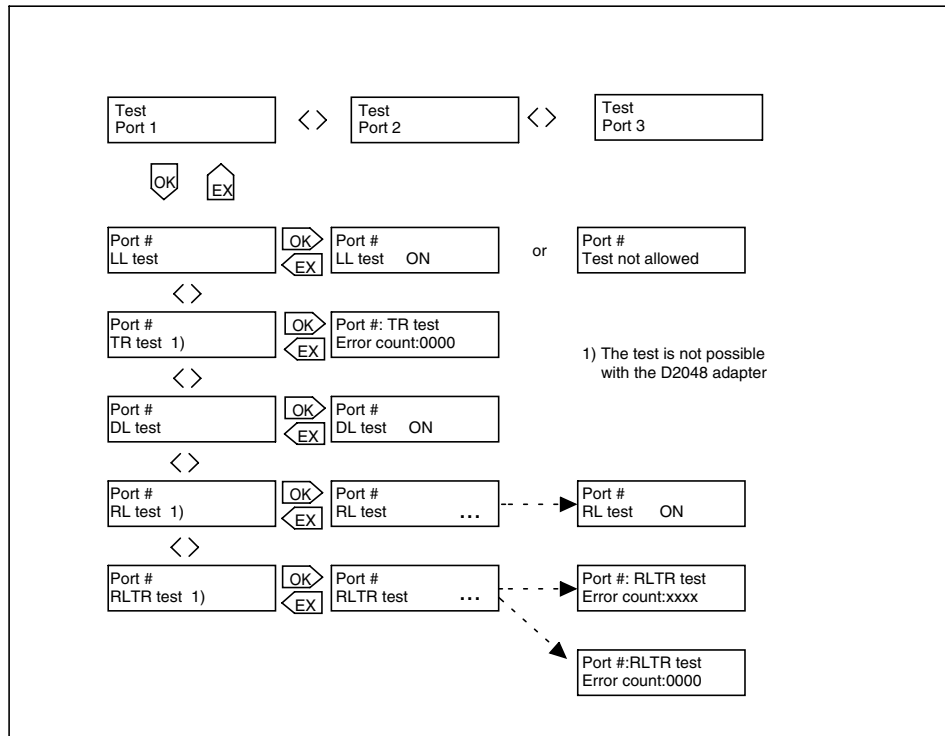 Test
Port 1
< >
Test
Port 2
< >
Test
Port 3
OK
EX
Port #
LL test
OK
EX
Port #
LL test ON
or
Port #
Test not allowed
< >
Port #
TR test 1)
OK
EX
Port #: TR test
Error count:0000
1) The test is not possible
with the D2048 adapter
< >
Port #
DL test
OK
EX
Port #
DL test ON
< >
Port #
RL test 1)
OK
EX
Port #
RL test ...
Port #
RL test ON
< >
Port #
RLTR test 1)
OK
EX
Port #
RLTR test ...
Port #: RLTR test
Error count:xxxx
Port #:RLTR test
Error count:0000